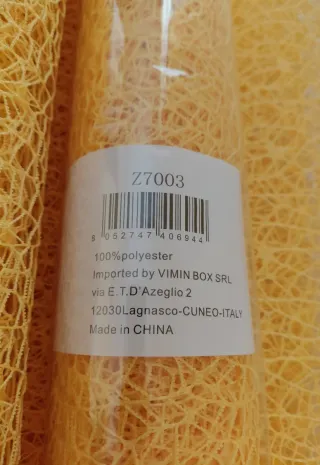 Z7003
8 052747 406944
100%polyester
Imported by VIMIN BOX SRL
via E.T.D'Azeglio 2
12030Lagnasco-CUNEO-ITALY
Made in CHINA